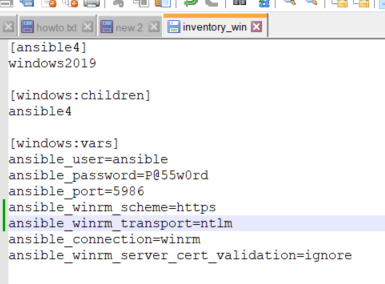 howto.txt new 2 inventory_win
[ansible4]
windows2019
[windows:children]
ansible4
[windows:vars]
ansible_user=ansible
ansible_password=P@55w0rd
ansible_port=5986
ansible_winrm_scheme=https
ansible_winrm_transport=ntlm
ansible_connection=winrm
ansible_winrm_server_cert_validation=ignore